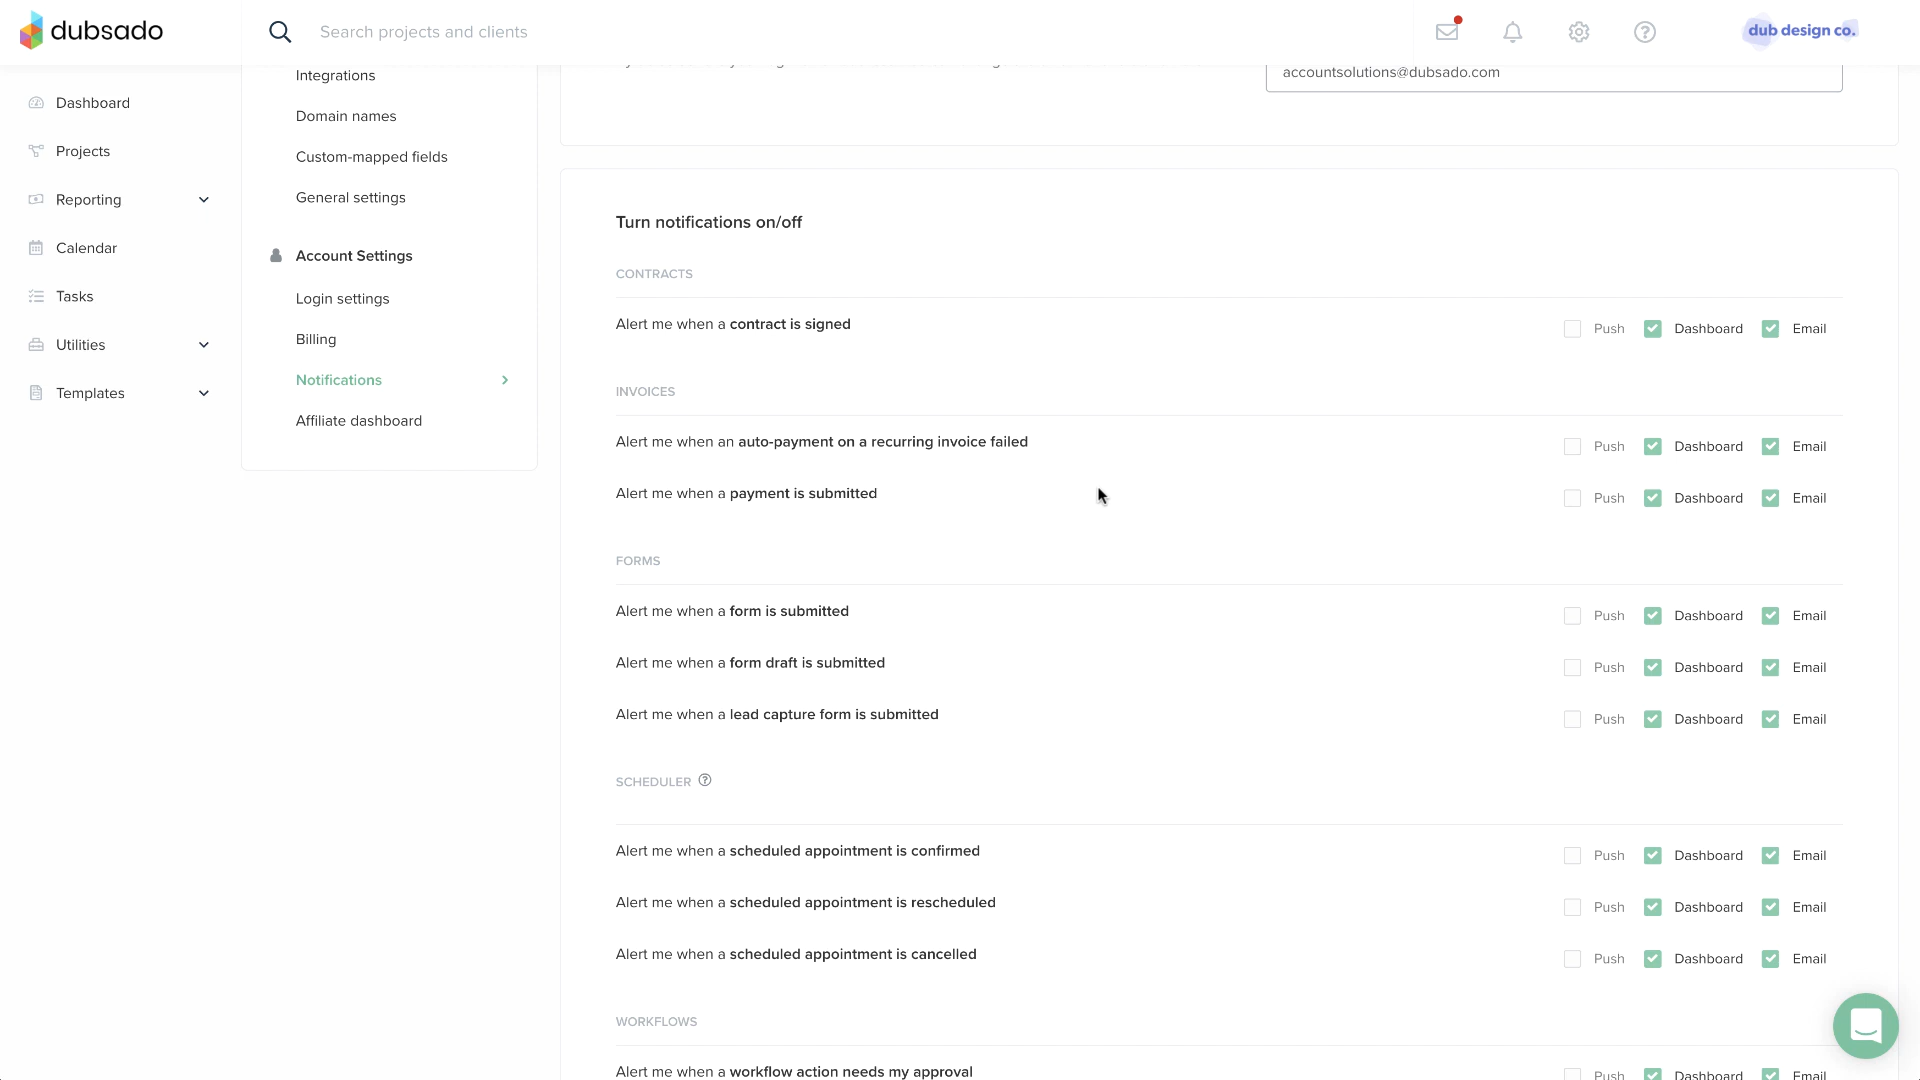 dubsado
Search projects and clients
dub design co.
Dashboard
Projects
Reporting
Calendar
Tasks
Utilities
Templates
Integrations
Domain names
Custom-mapped fields
General settings
Account Settings
Login settings
Billing
Notifications
Affiliate dashboard
accountsolutions@dubsado.com
Turn notifications on/off
CONTRACTS
Alert me when a contract is signed Push Dashboard Email
INVOICES
Alert me when an auto-payment on a recurring invoice failed Push Dashboard Email
Alert me when a payment is submitted Push Dashboard Email
FORMS
Alert me when a form is submitted Push Dashboard Email
Alert me when a form draft is submitted Push Dashboard Email
Alert me when a lead capture form is submitted Push Dashboard Email
SCHEDULER
Alert me when a scheduled appointment is confirmed Push Dashboard Email
Alert me when a scheduled appointment is rescheduled Push Dashboard Email
Alert me when a scheduled appointment is cancelled Push Dashboard Email
WORKFLOWS
Alert me when a workflow action needs my approval Push Dashboard Email